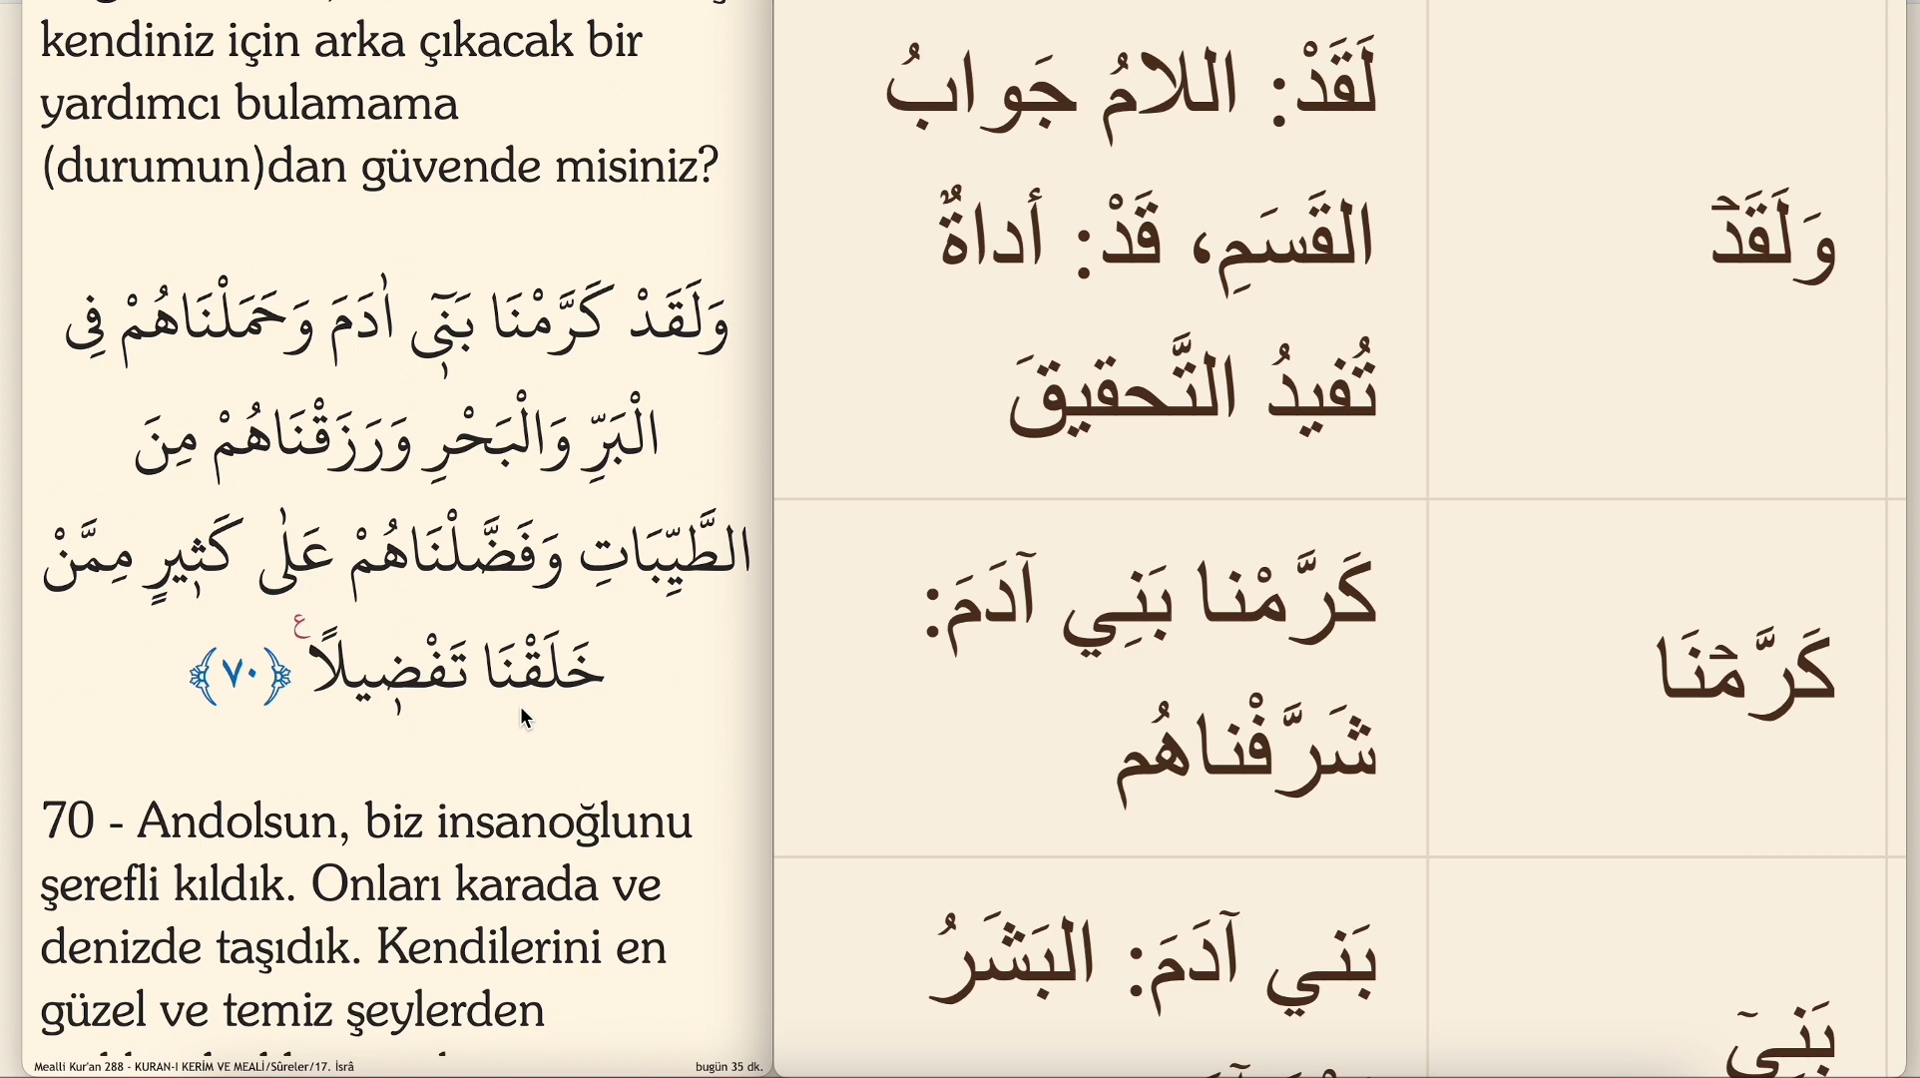 kendiniz için arka çıkacak bir
yardımcı bulamama
(durumun)dan güvende misiniz?
وَلَقَدْ كَرَّمْنَا بَنٖٓي اٰدَمَ وَحَمَلْنَاهُمْ فِي
الْبَرِّ وَالْبَحْرِ وَرَزَقْنَاهُمْ مِنَ
الطَّيِّبَاتِ وَفَضَّلْنَاهُمْ عَلٰى كَثٖيرٍ مِمَّنْ
خَلَقْنَا تَفْضٖيلاً ع ﴿٧٠﴾
70 - Andolsun, biz insanoğlunu
şerefli kıldık. Onları karada ve
denizde taşıdık. Kendilerini en
güzel ve temiz şeylerden
Mealli Kur'an 288 - KURAN-I KERİM VE MEALİ/Sûreler/17. İsrâ
bugün 35 dk.
وَلَقَدۡ
لَقَدْ: اللامُ جَوابُ
القَسَمِ، قَدْ: أداةٌ
تُفيدُ التَّحقيقَ
كَرَّمۡنَا
كَرَّمْنا بَنِي آدَمَ:
شَرَّفْناهُم
بَنِيٓ
بَني آدَمَ: البَشَرُ